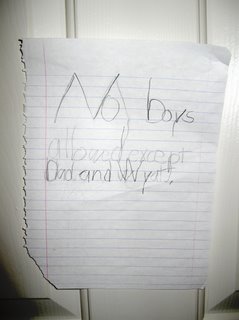 No boys
allowed except
Dad and Wyatt!